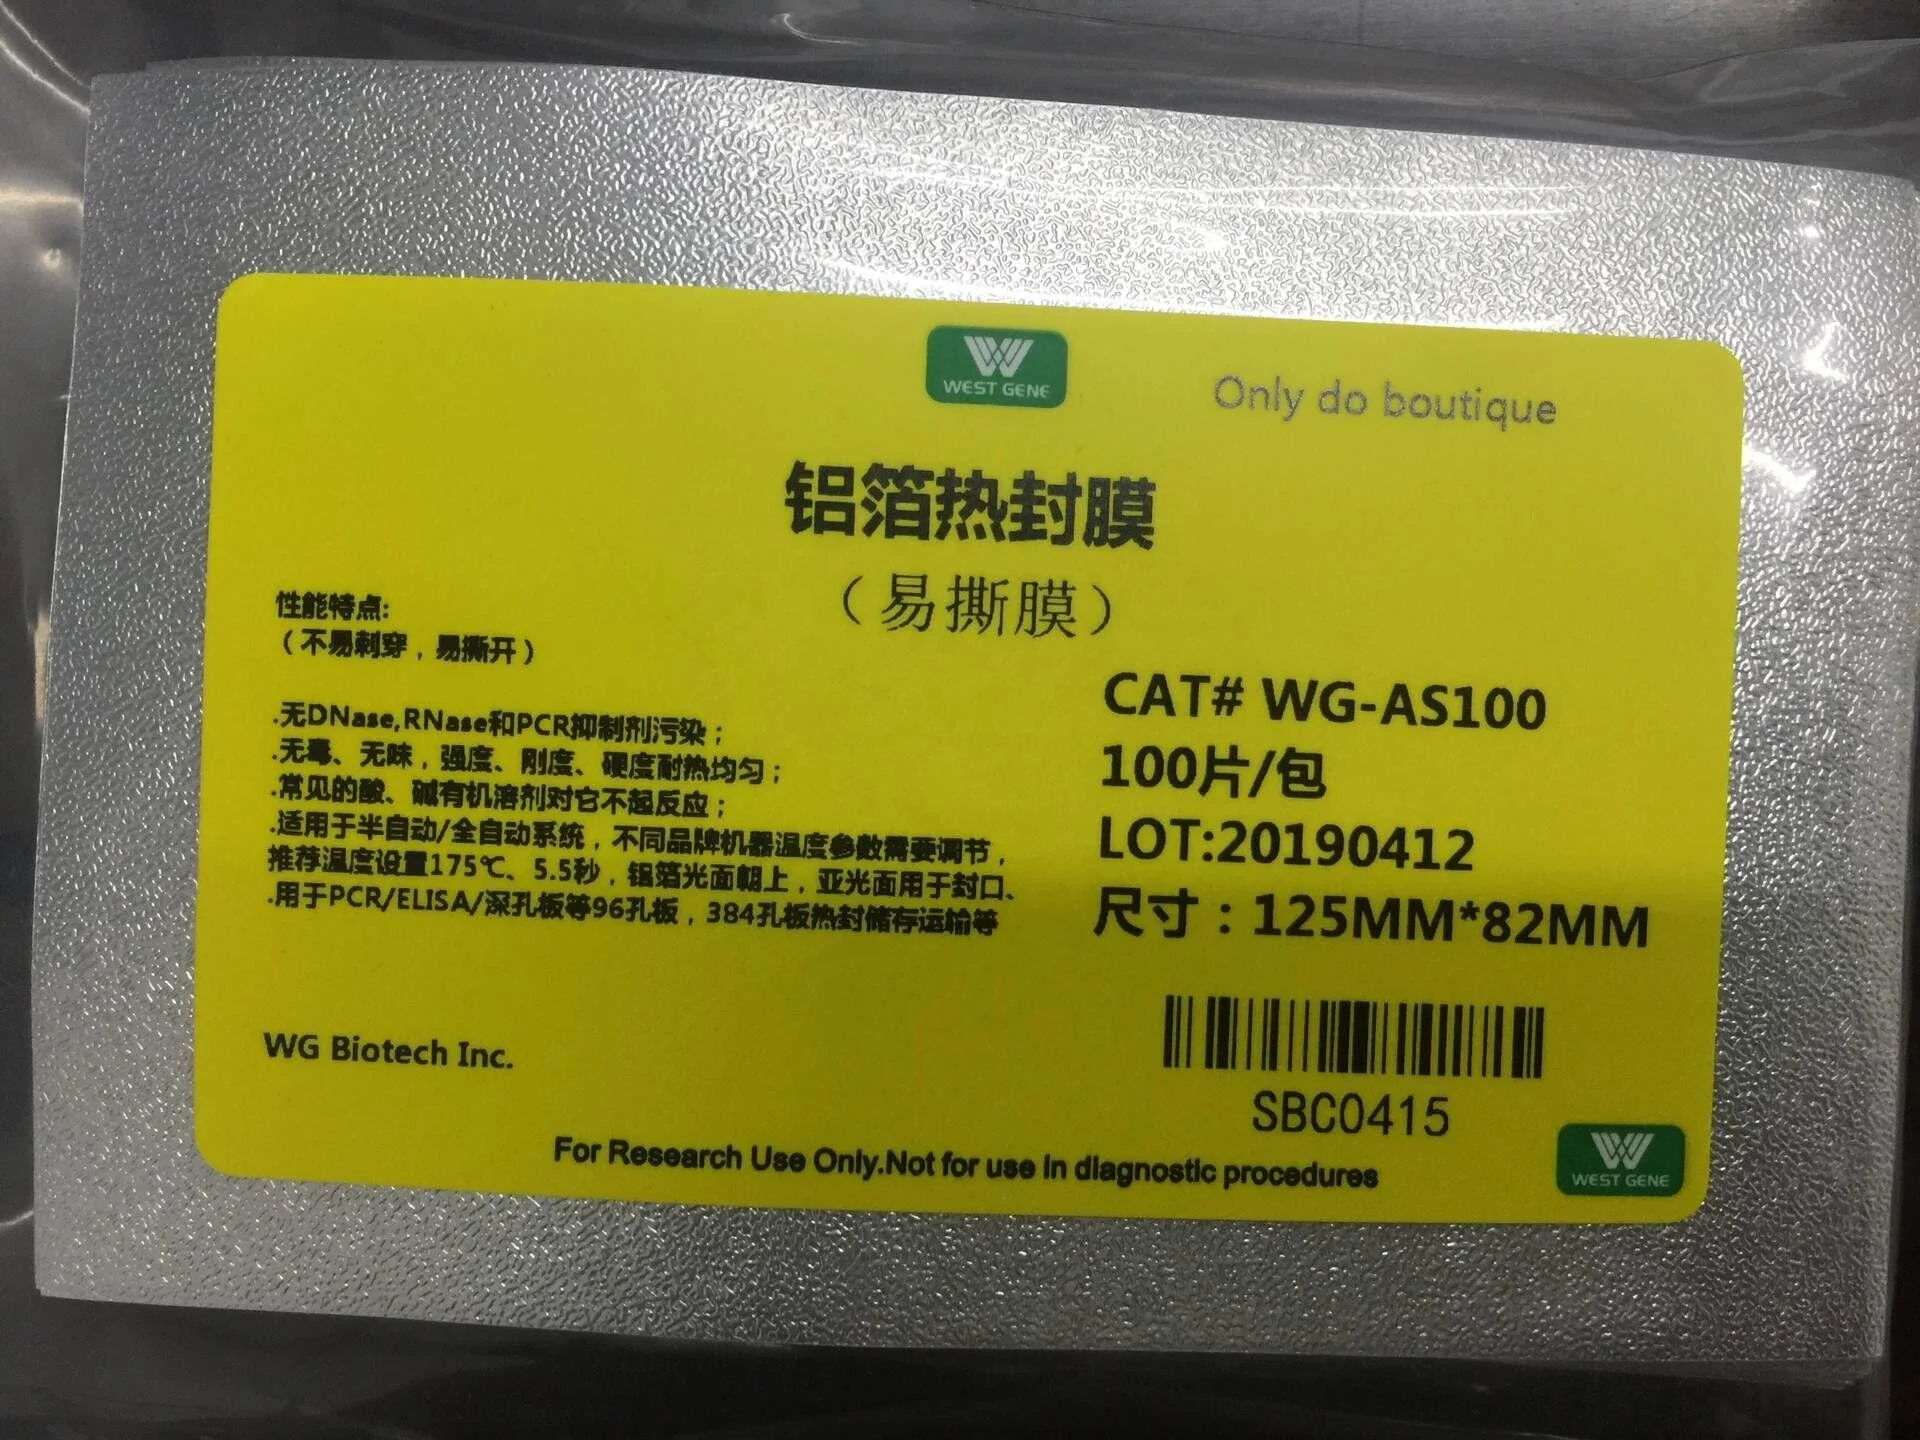 WEST GENE
Only do boutique
铝箔热封膜
（易撕膜）
性能特点:
（不易刺穿，易撕开）
.无DNase,RNase和PCR抑制剂污染；
.无毒、无味，强度、刚度、硬度耐热均匀；
.常见的酸、碱有机溶剂对它不起反应；
.适用于半自动/全自动系统，不同品牌机器温度参数需要调节，
推荐温度设置175℃、5.5秒，铝箔光面朝上，亚光面用于封口、
.用于PCR/ELISA/深孔板等96孔板，384孔板热封储存运输等
CAT# WG-AS100
100片/包
LOT:20190412
尺寸：125MM*82MM
WG Biotech Inc.
SBC0415
For Research Use Only.Not for use in diagnostic procedures
WEST GENE